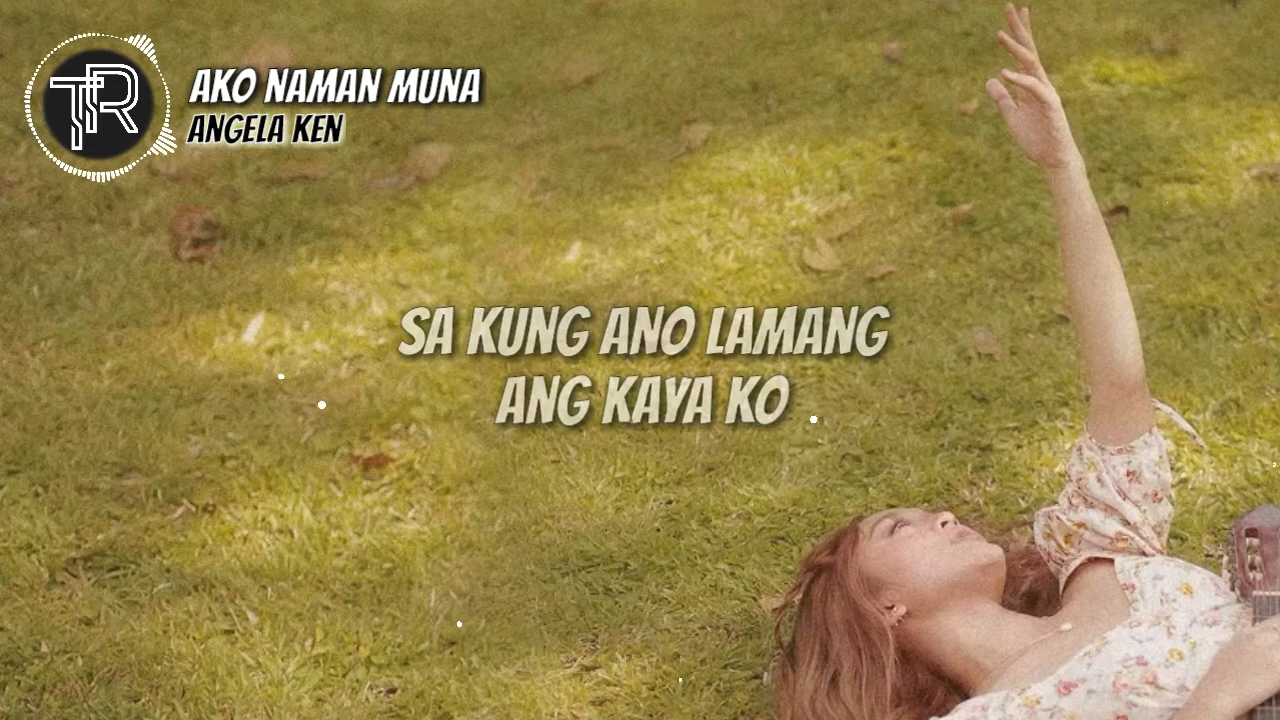 TR
AKO NAMAN MUNA
ANGELA KEN
SA KUNG ANO LAMANG
ANG KAYA KO